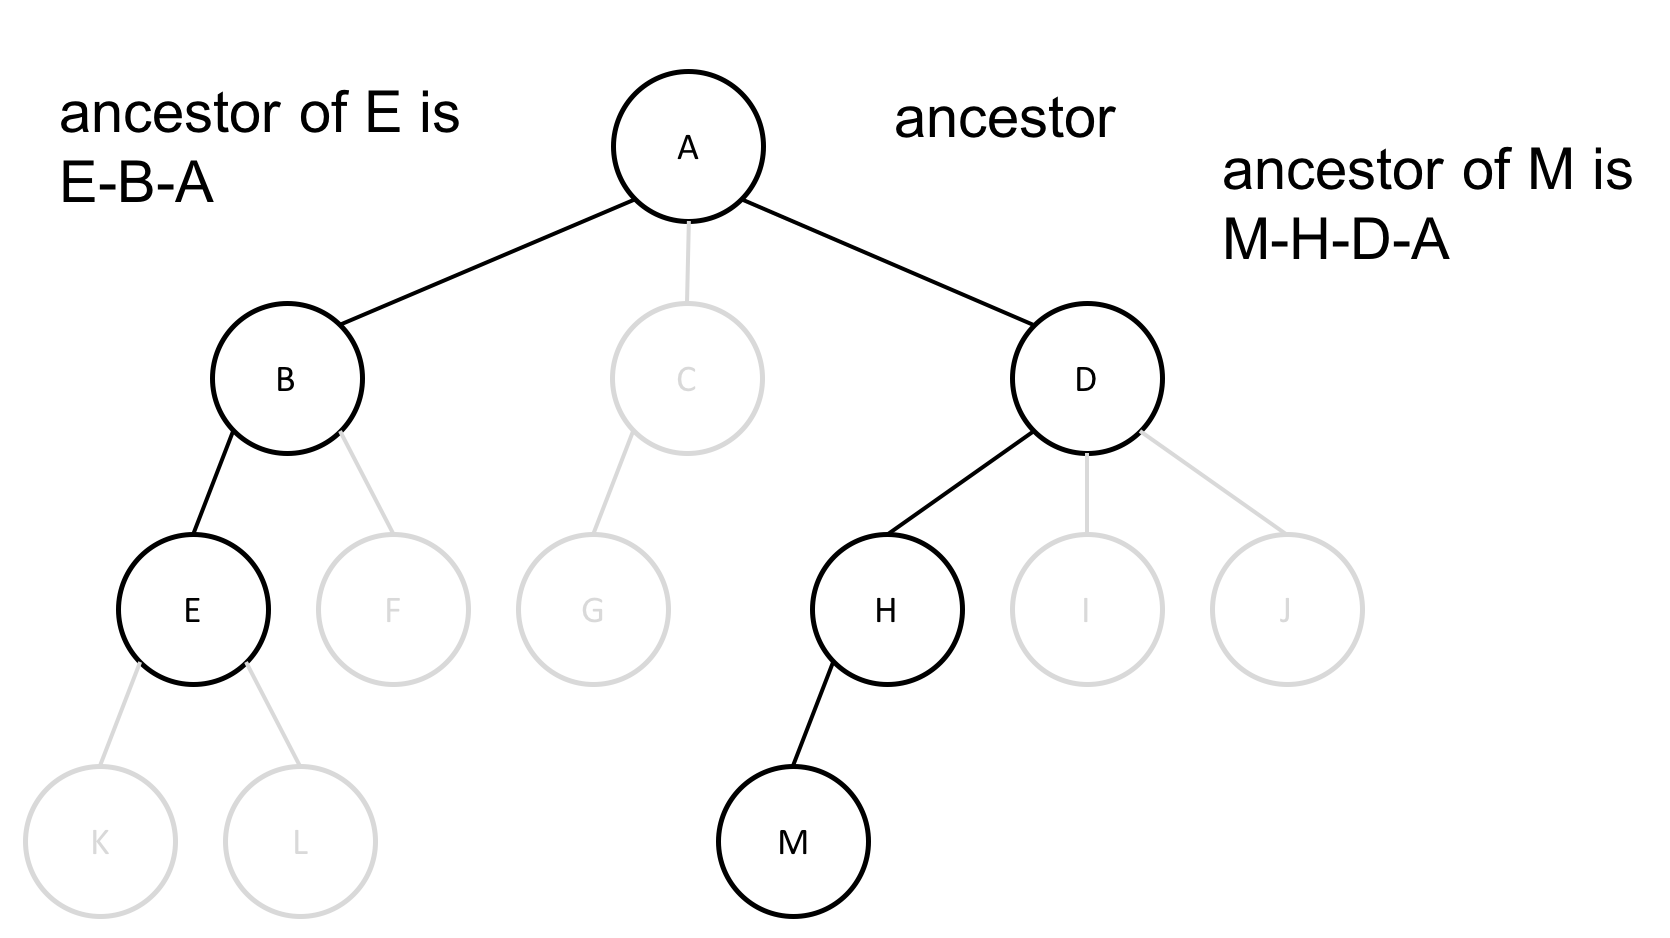 ancestor of E is
E-B-A
ancestor
ancestor of M is
M-H-D-A
A
B
C
D
E
F
G
H
I
J
K
L
M